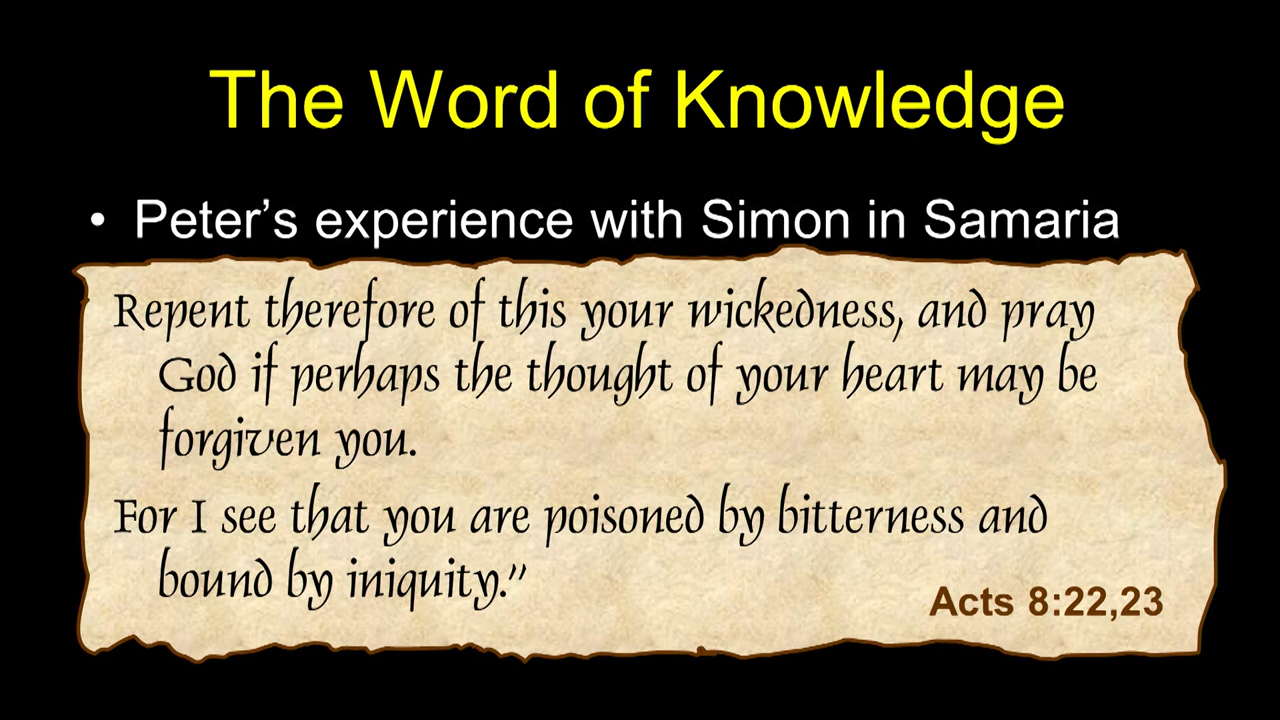 The Word of Knowledge
• Peter’s experience with Simon in Samaria
Repent therefore of this your wickedness, and pray
God if perhaps the thought of your heart may be
forgiven you.
For I see that you are poisoned by bitterness and
bound by iniquity.”
Acts 8:22,23